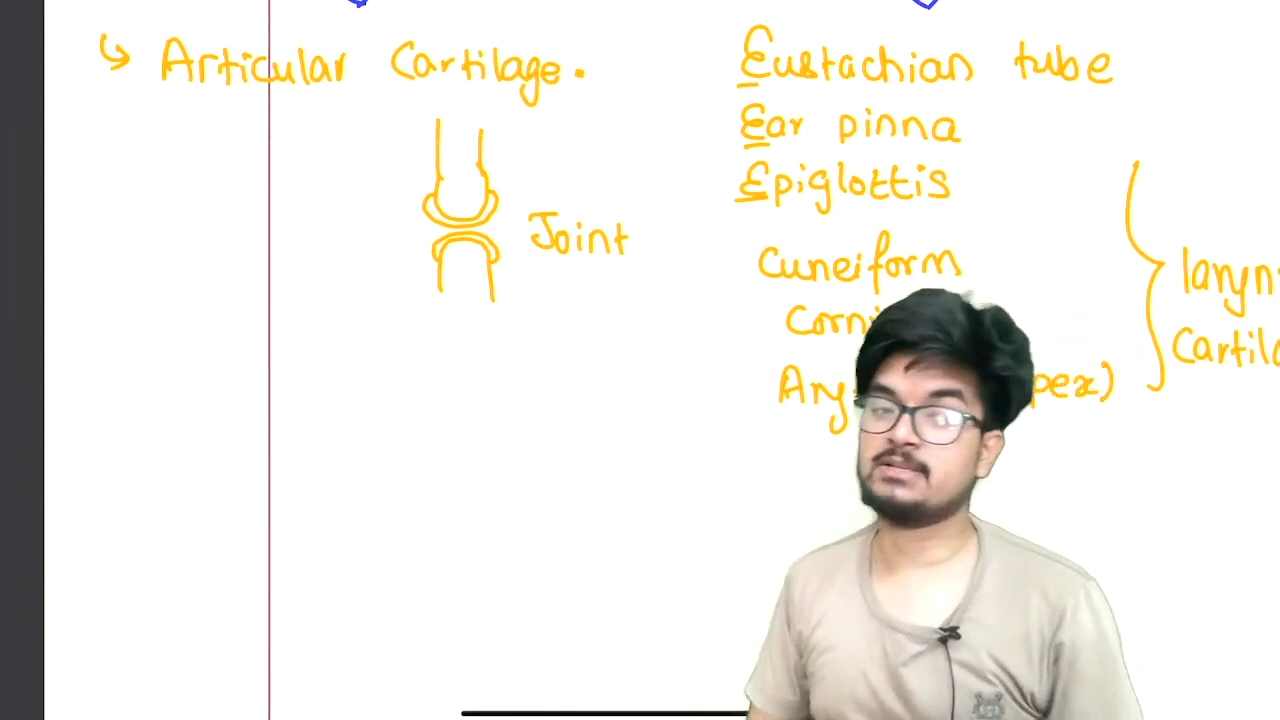 ↳ Articular Cartilage.
Joint
Eustachian tube
Ear pinna
Epiglottis
Cuneiform